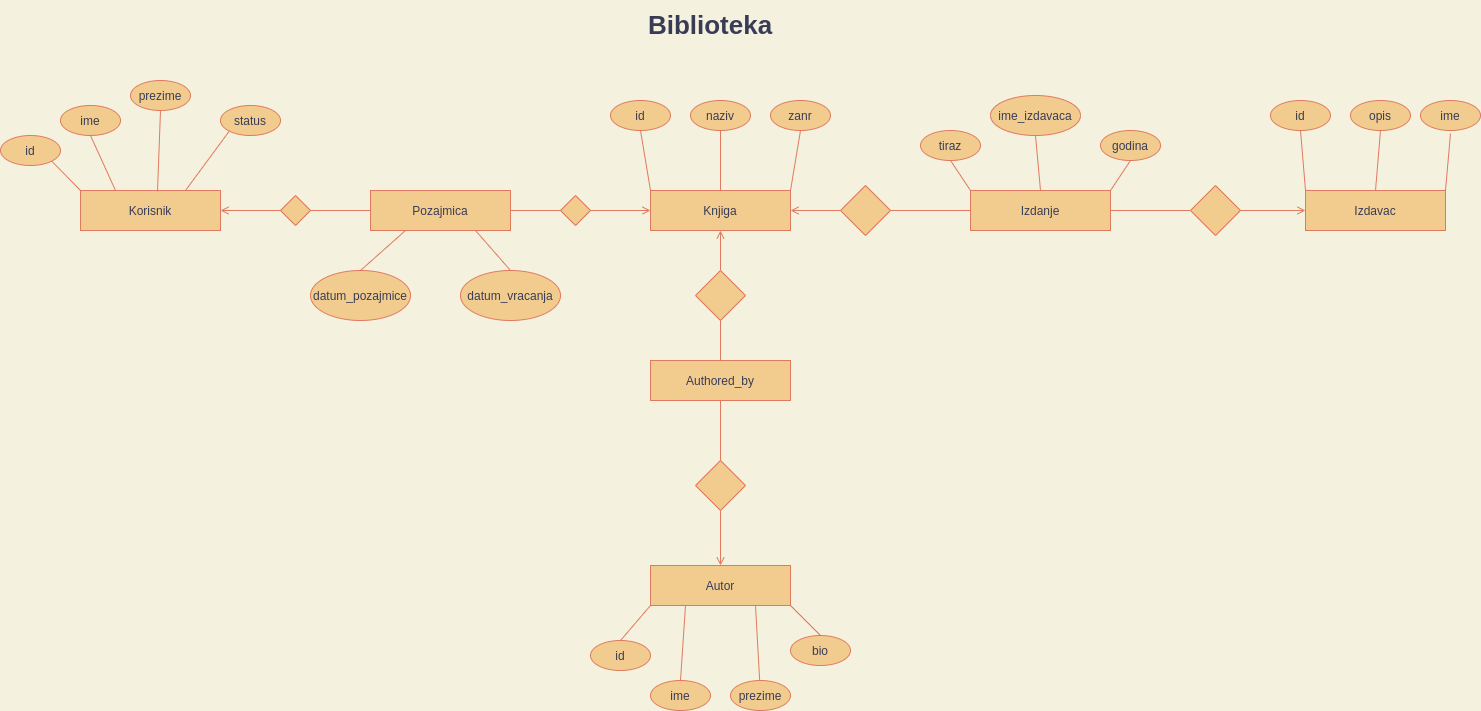 Biblioteka
prezime
ime
status
id
id
naziv
zanr
ime_izdavaca
tiraz
godina
id
opis
ime
Korisnik
Pozajmica
Knjiga
Izdanje
Izdavac
datum_pozajmice
datum_vracanja
Authored_by
Autor
id
bio
ime
prezime